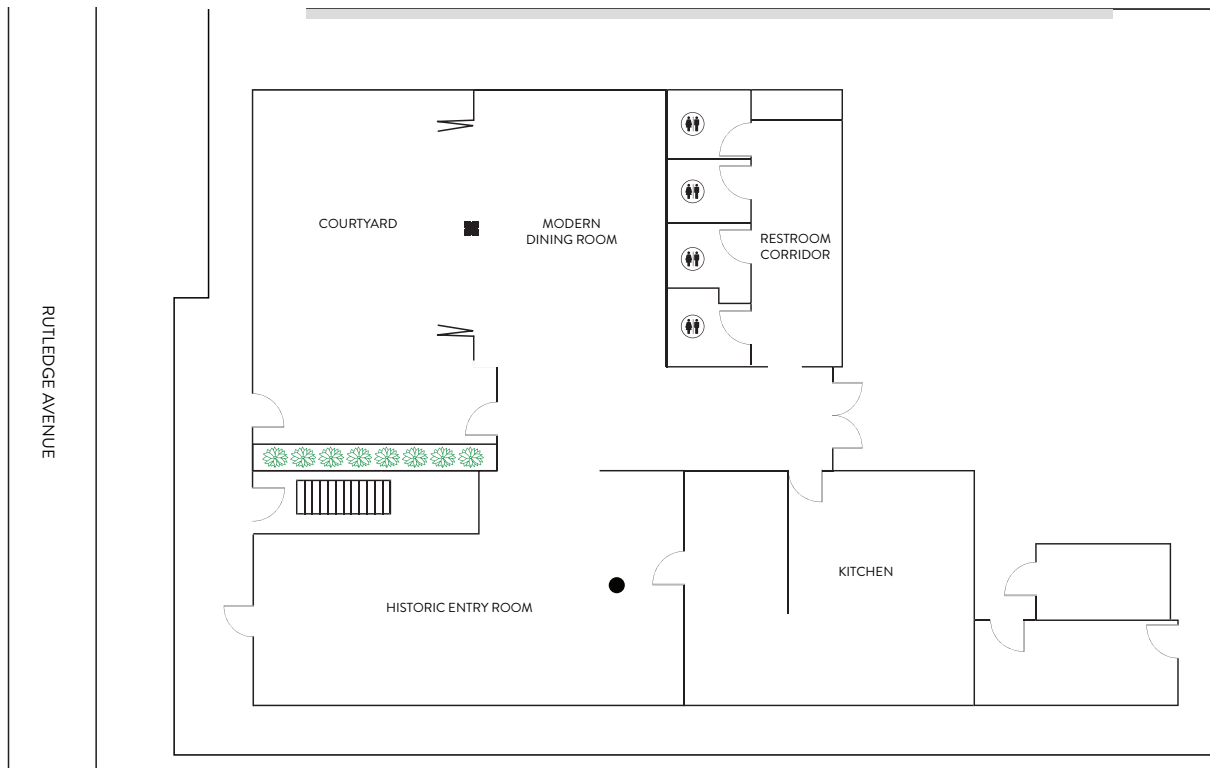 COURTYARD
MODERN
DINING ROOM
RESTROOM
CORRIDOR
RUTLEDGE AVENUE
KITCHEN
HISTORIC ENTRY ROOM